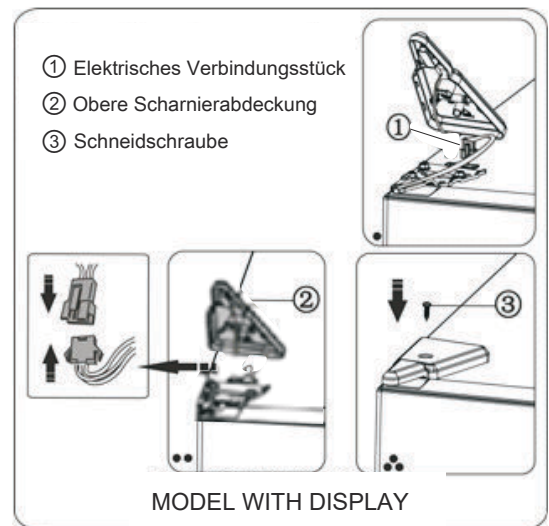 ① Elektrisches Verbindungsstück
② Obere Scharnierabdeckung
③ Schneidschraube
①
②
③
MODEL WITH DISPLAY